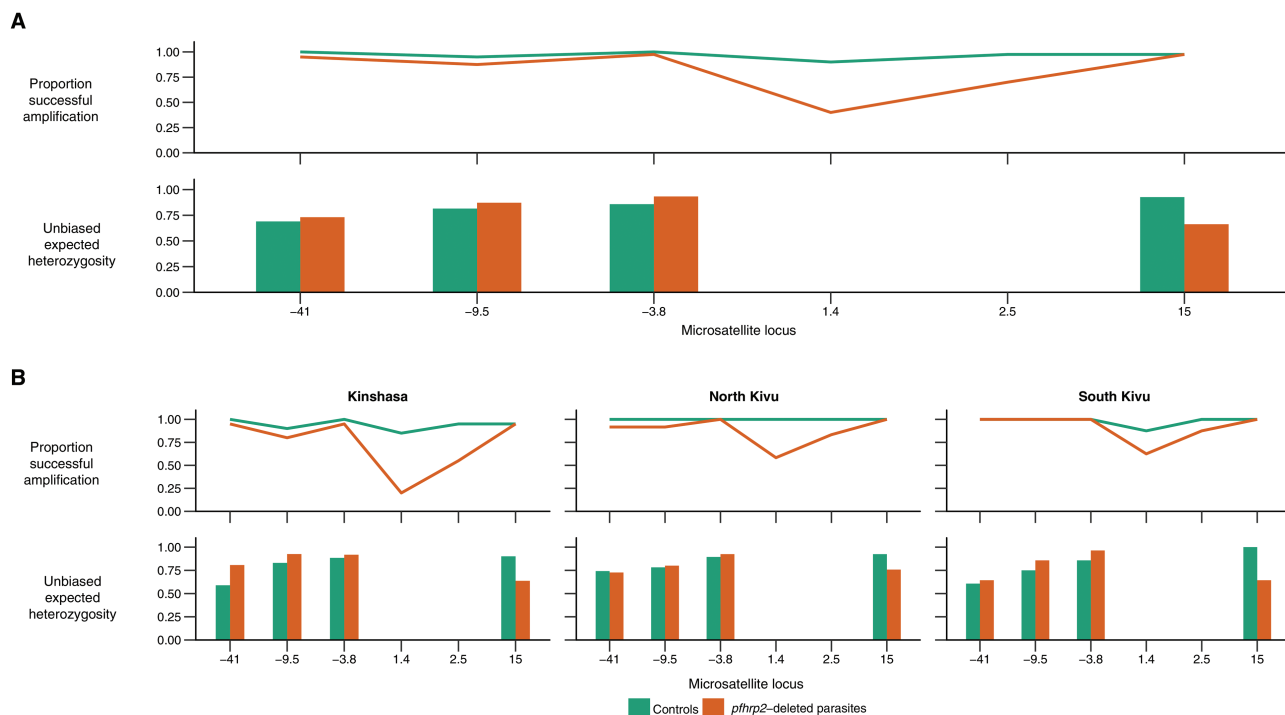 A
1.00
0.75
0.50
0.25
0.00
Proportion
successful
amplification
1.00
0.75
0.50
0.25
0.00
Unbiased
expected
heterozygosity
−41
−9.5
−3.8
1.4
2.5
15
Microsatellite locus
B
Kinshasa
North Kivu
South Kivu
1.00
0.75
0.50
0.25
0.00
Proportion
successful
amplification
1.00
0.75
0.50
0.25
0.00
Unbiased
expected
heterozygosity
−41 −9.5 −3.8 1.4 2.5 15
−41 −9.5 −3.8 1.4 2.5 15
−41 −9.5 −3.8 1.4 2.5 15
Microsatellite locus
Controls pfhrp2−deleted parasites